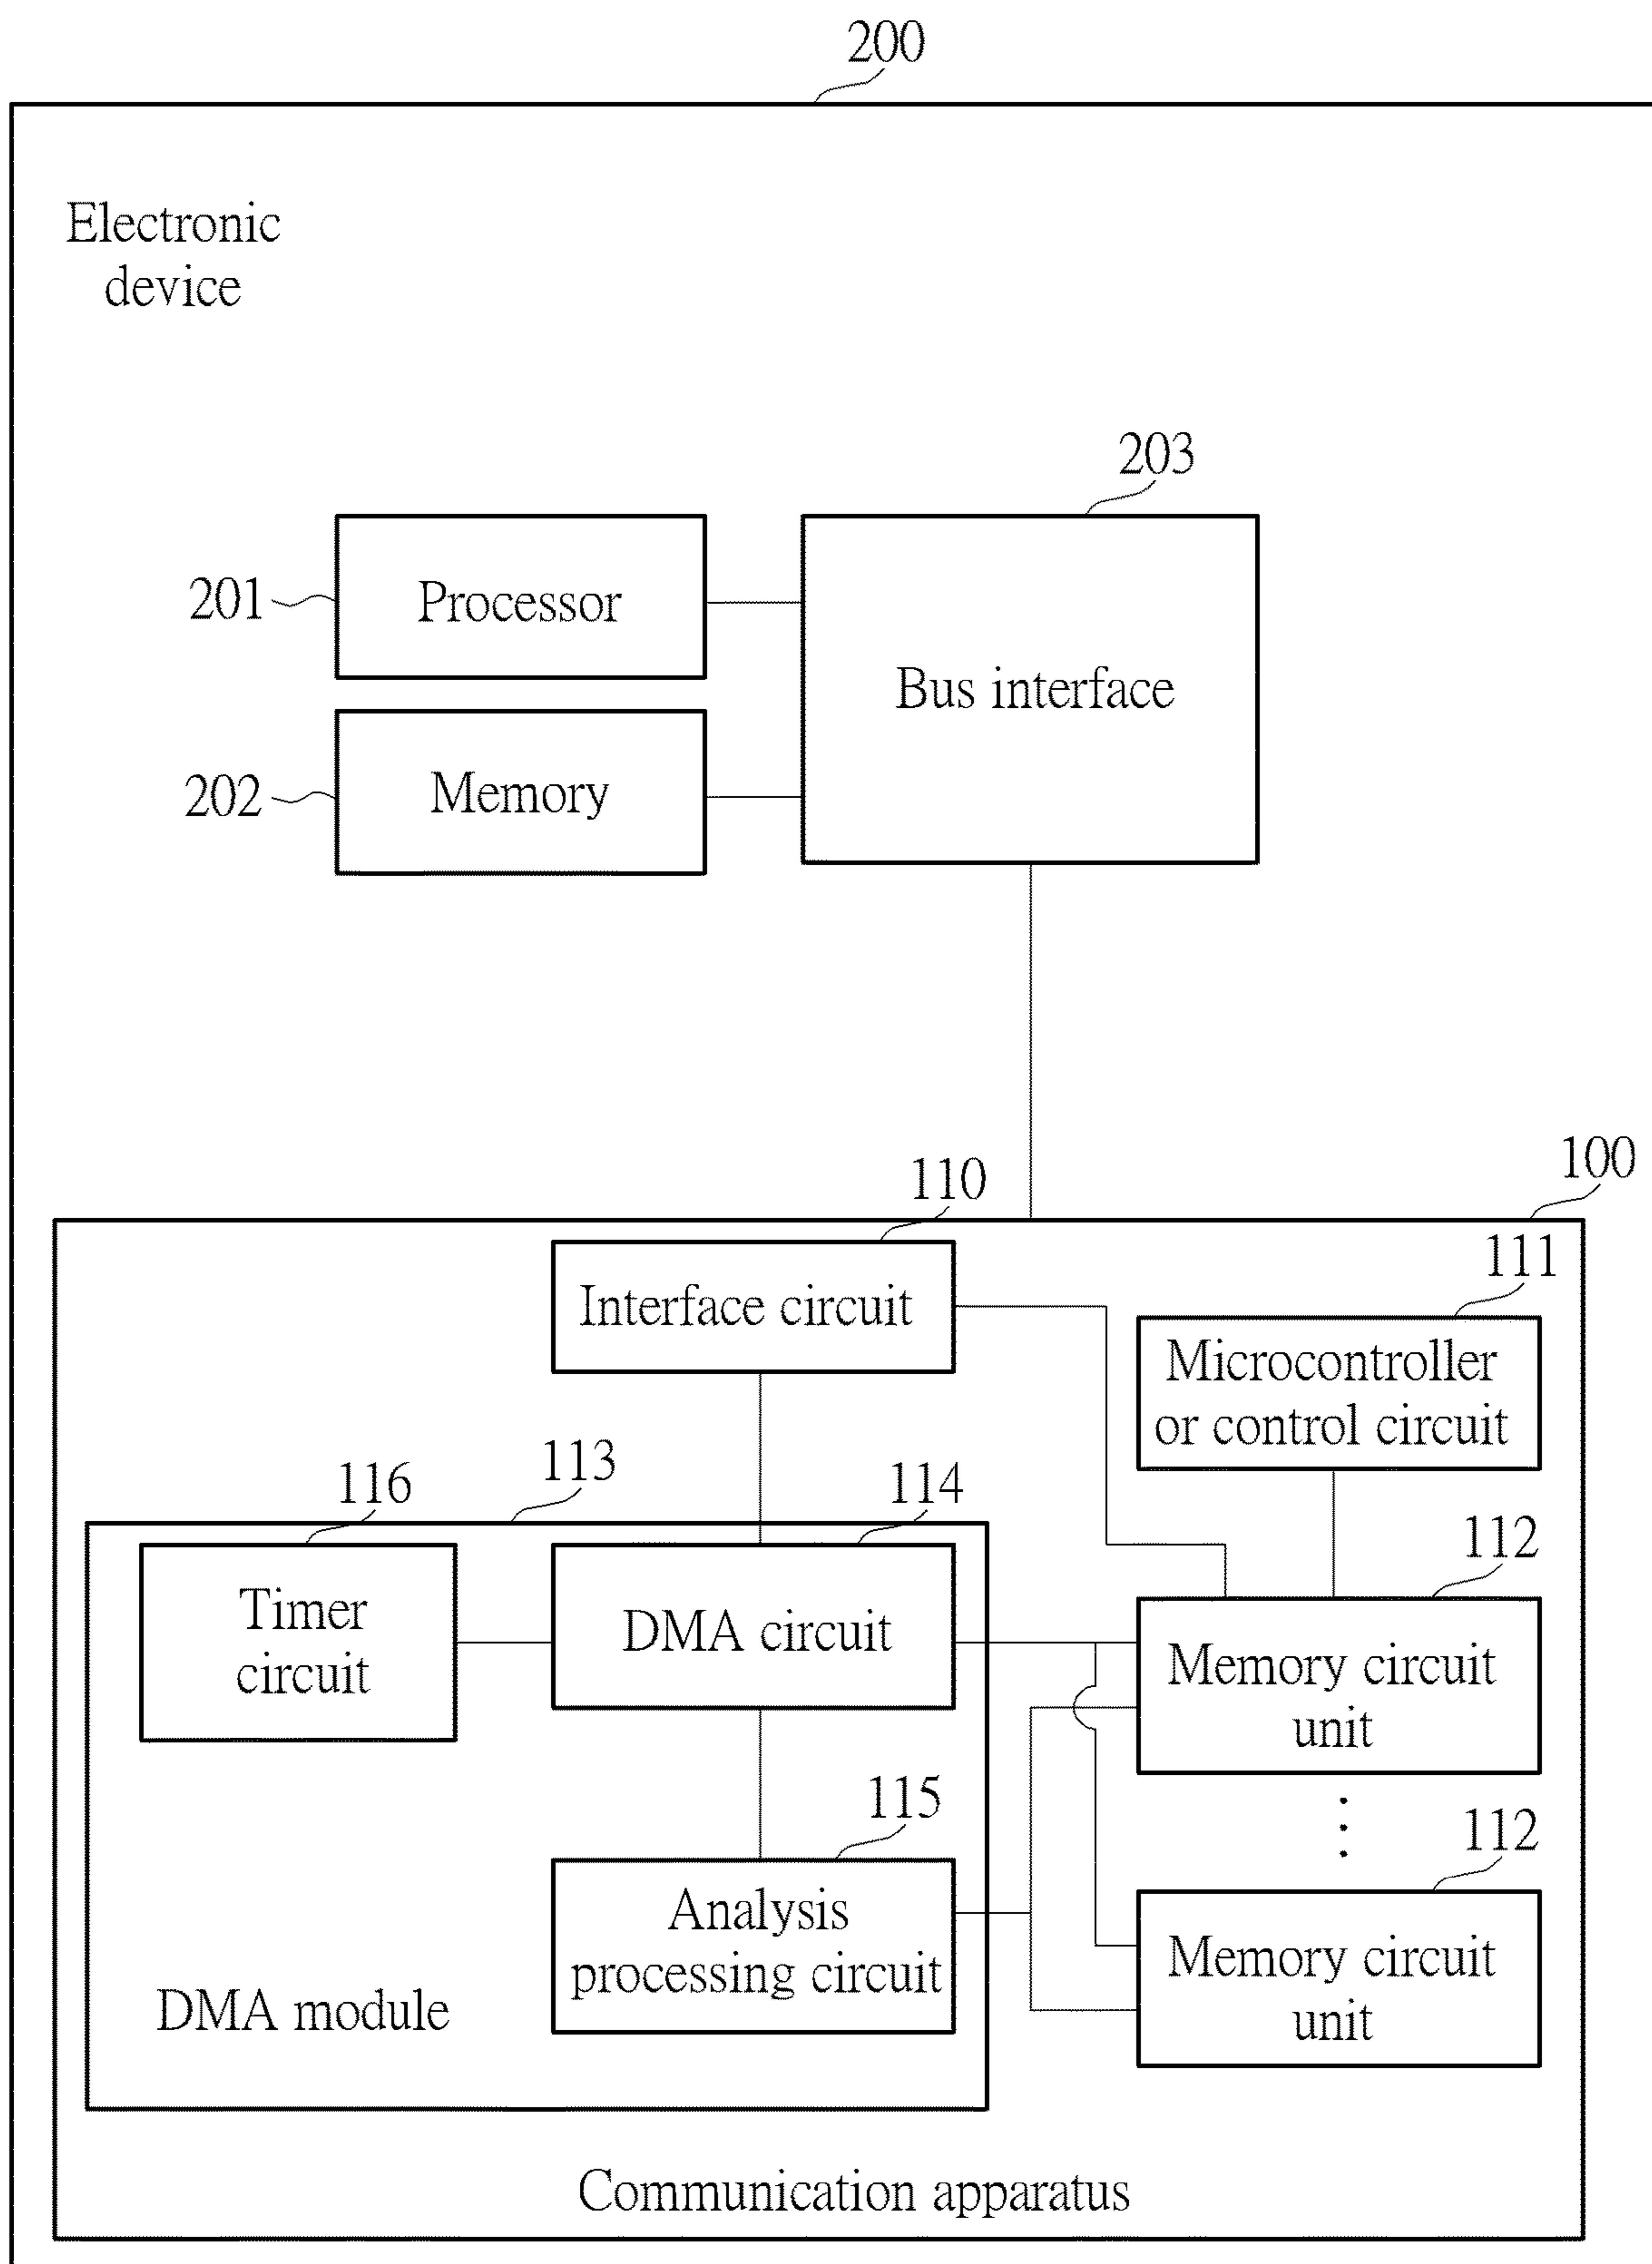 200
Electronic
device
203
201
Processor
Bus interface
202
Memory
100
110
111
Interface circuit
Microcontroller
or control circuit
113
116
114
112
Timer
circuit
DMA circuit
Memory circuit
unit
115
112
Analysis
processing circuit
Memory circuit
unit
DMA module
Communication apparatus